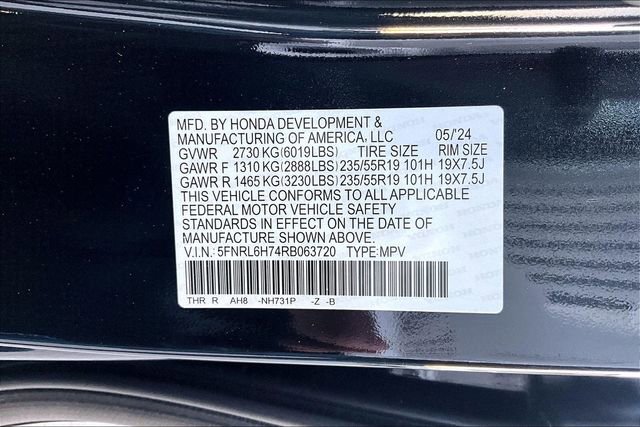 MFD. BY HONDA DEVELOPMENT &
MANUFACTURING OF AMERICA, LLC 05/'24
GVWR 2730 KG(6019LBS) TIRE SIZE RIM SIZE
GAWR F 1310 KG(2888LBS) 235/55R19 101H 19X7.5J
GAWR R 1465 KG(3230LBS) 235/55R19 101H 19X7.5J
THIS VEHICLE CONFORMS TO ALL APPLICABLE
FEDERAL MOTOR VEHICLE SAFETY
STANDARDS IN EFFECT ON THE DATE OF
MANUFACTURE SHOWN ABOVE.
V.I.N.: 5FNRL6H74RB063720 TYPE:MPV
THR R AH8 -NH731P -Z -B